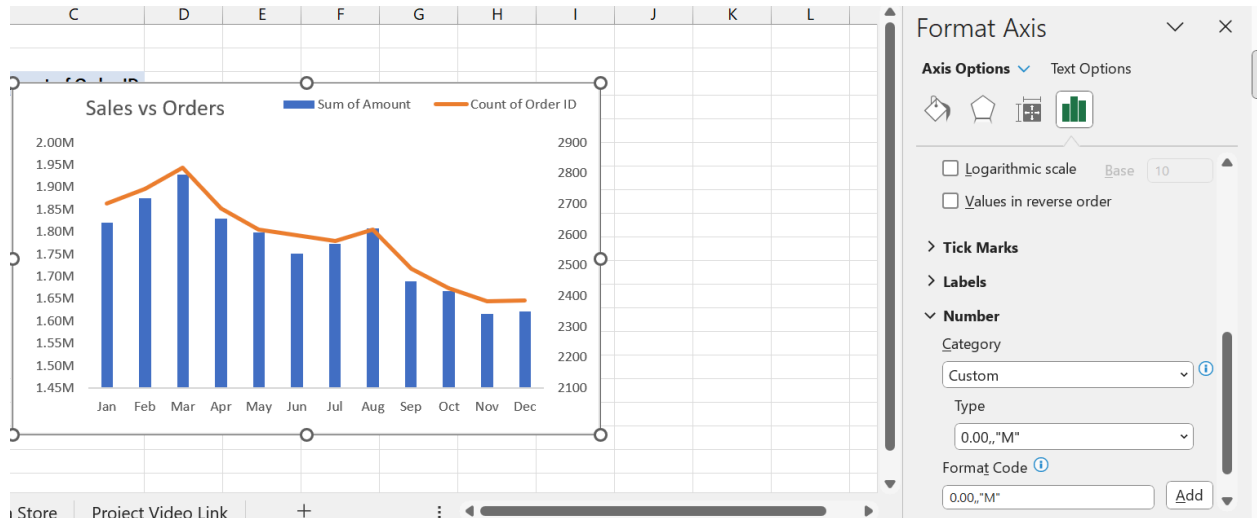 C D E F G H I J K L
Sales vs Orders
Sum of Amount
Count of Order ID
2.00M
1.95M
1.90M
1.85M
1.80M
1.75M
1.70M
1.65M
1.60M
1.55M
1.50M
1.45M
2900
2800
2700
2600
2500
2400
2300
2200
2100
Jan Feb Mar Apr May Jun Jul Aug Sep Oct Nov Dec
Store
Project Video Link
Format Axis
Axis Options
Text Options
Logarithmic scale
Base
10
Values in reverse order
Tick Marks
Labels
Number
Category
Custom
Type
0.00,,"M"
Format Code
0.00,,"M"
Add